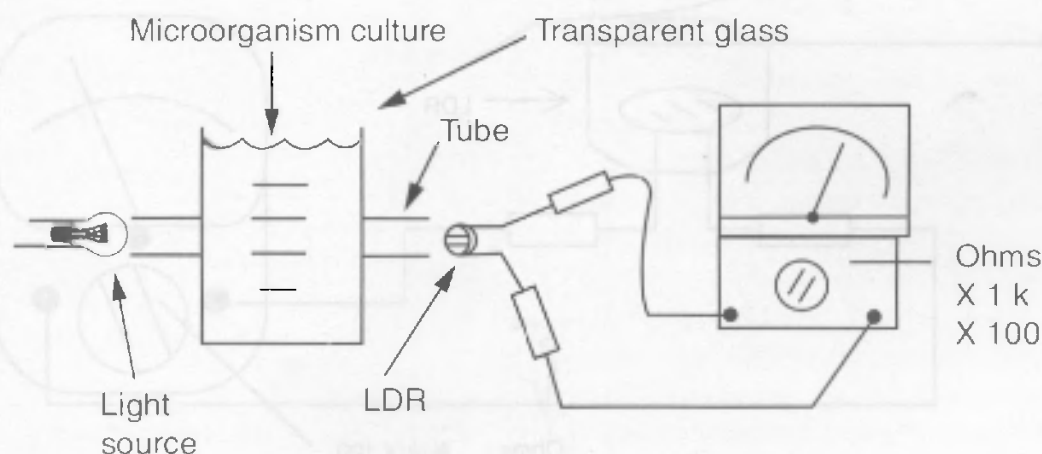 Microorganism culture
Transparent glass
Tube
Ohms
X 1 k
X 100
Light
source
LDR